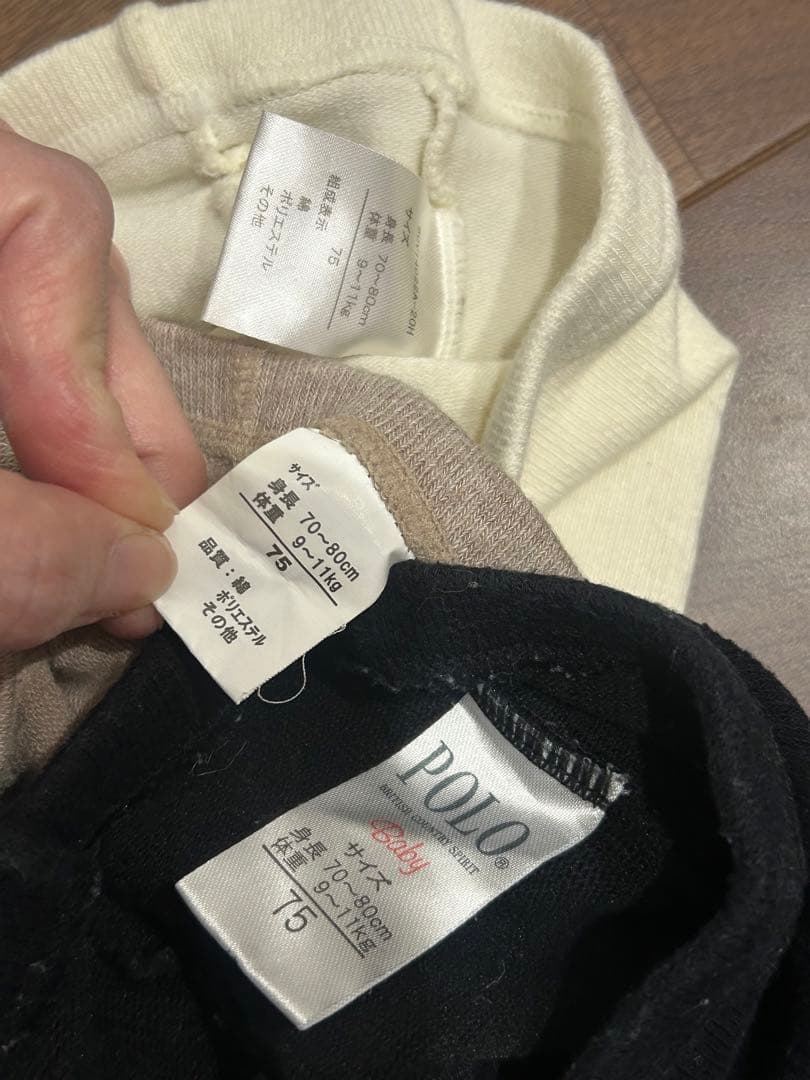 サイズ
身長 70~80cm
体重 9~11kg
75
組成表示
綿
ポリエステル
その他
サイズ
身長 70~80cm
体重 9~11kg
75
品質:綿
ポリエステル
その他
POLO®
BRITISH COUNTRY SPIRIT
Baby
サイズ
身長 70~80cm
体重 9~11kg
75